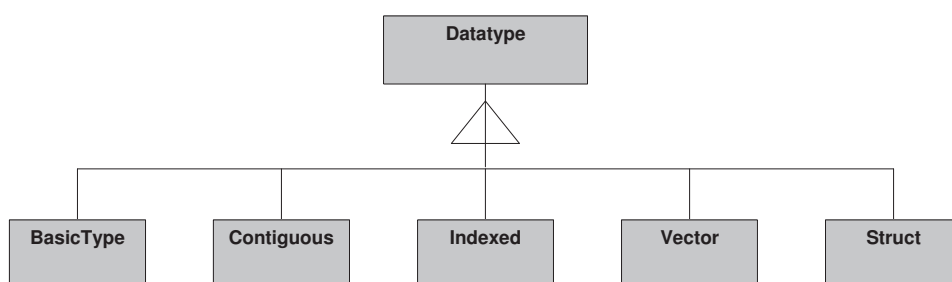 Datatype
BasicType
Contiguous
Indexed
Vector
Struct